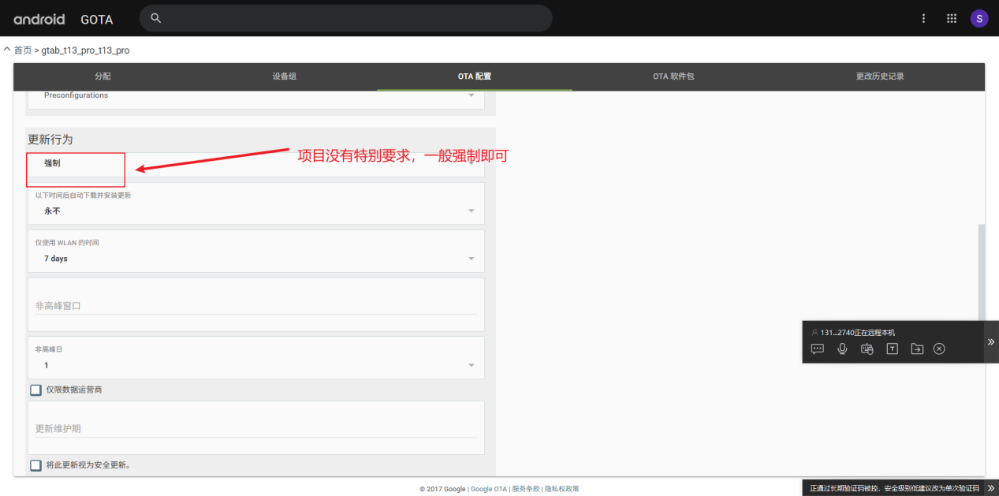 android GOTA
S
首页 > gtab_t13_pro_t13_pro
分配 设备组 OTA 配置 OTA 软件包 更改历史记录
Preconfigurations
更新行为
强制
项目没有特别要求，一般强制即可
以下时间后自动下载并安装更新
永不
仅使用 WLAN 的时间
7 days
非高峰窗口
非高峰日
1
仅限数据运营商
更新维护期
将此更新视为安全更新。
131...2740正在远程本机
T
© 2017 Google | Google OTA | 服务条款 | 隐私权政策
正通过长期验证码被控，安全级别低建议改为单次验证码